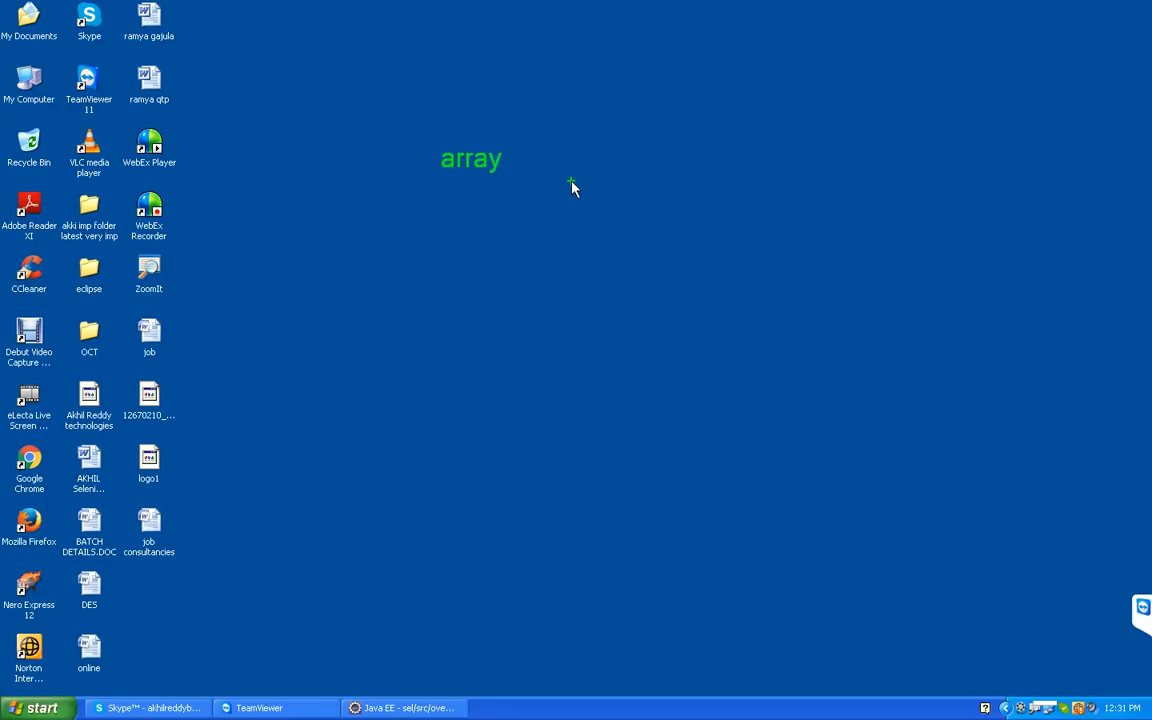 My Documents
Skype
ramya gajula
My Computer
TeamViewer
11
ramya qtp
array
Recycle Bin
VLC media
player
WebEx Player
Adobe Reader
XI
akki imp folder
latest very imp
WebEx
Recorder
CCleaner
eclipse
ZoomIt
Debut Video
Capture ...
OCT
job
eLecta Live
Screen ...
Akhil Reddy
technologies
12670210_...
Google
Chrome
AKHIL
Seleni...
logo1
Mozilla Firefox
BATCH
DETAILS.DOC
job
consultancies
Nero Express
12
DES
Norton
Inter...
online
start
Skype™ - akhilreddyb...
TeamViewer
Java EE - sel/src/ove...
12:31 PM